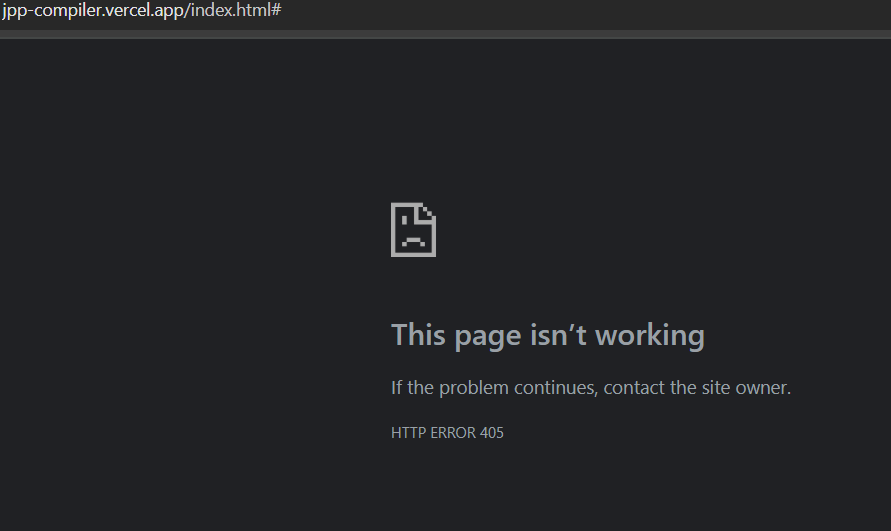 jpp-compiler.vercel.app/index.html#
This page isn’t working
If the problem continues, contact the site owner.
HTTP ERROR 405